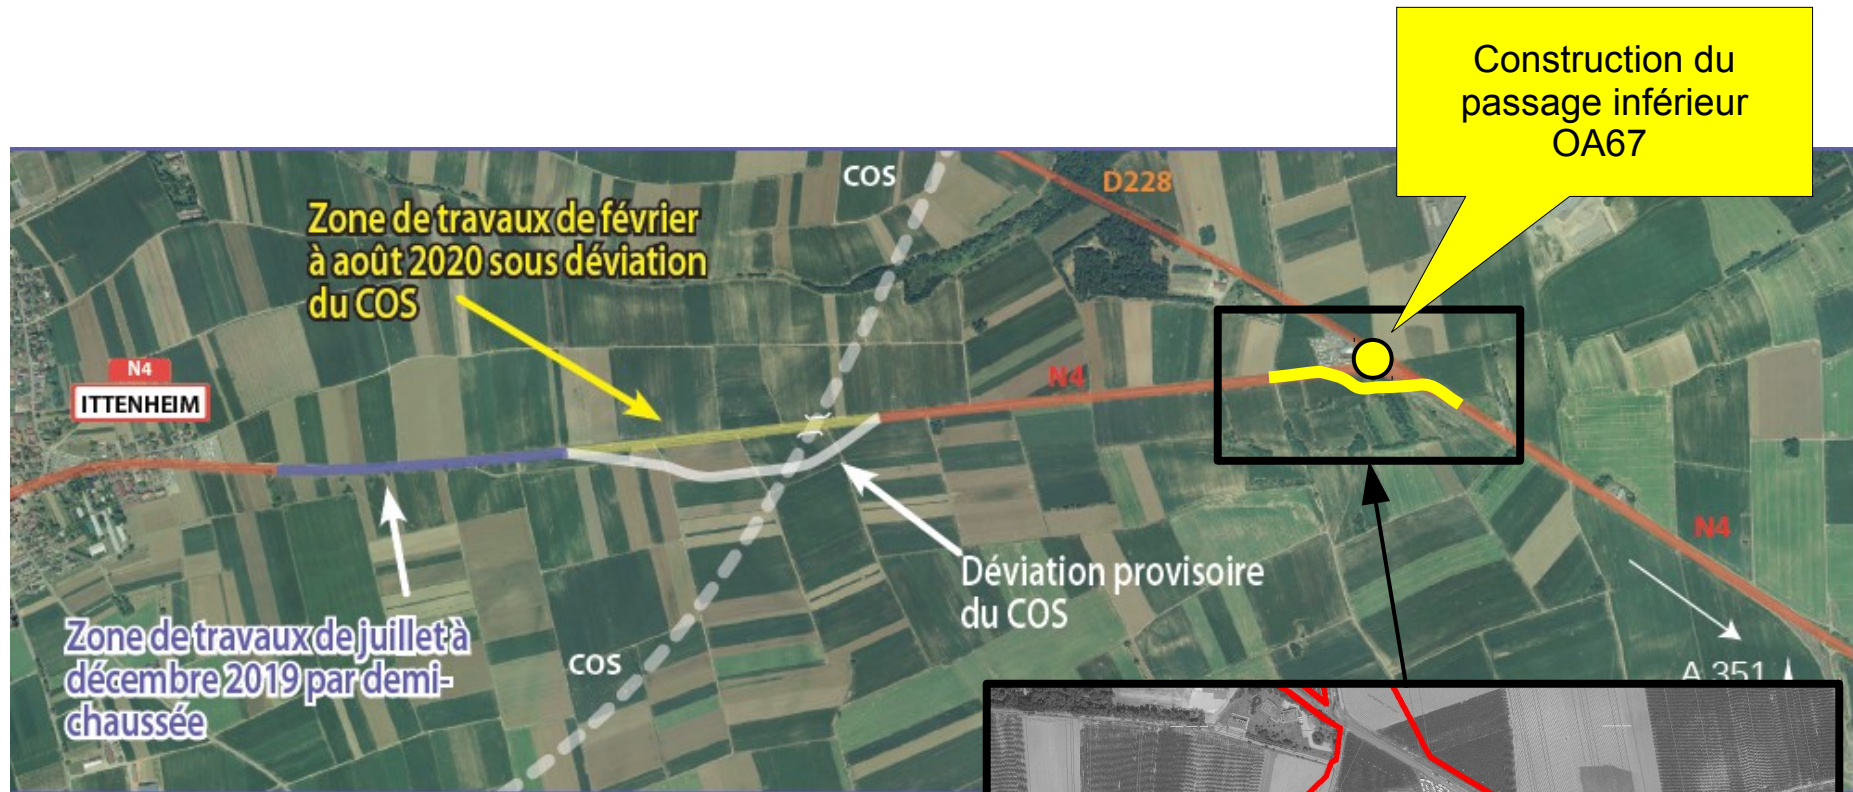 Construction du
passage inférieur
OA67
COS
D228
Zone de travaux de février
à août 2020 sous déviation
du COS
N4
ITTENHEIM
N4
N4
Déviation provisoire
du COS
Zone de travaux de juillet à
décembre 2019 par demi-
chaussée
COS
A 351